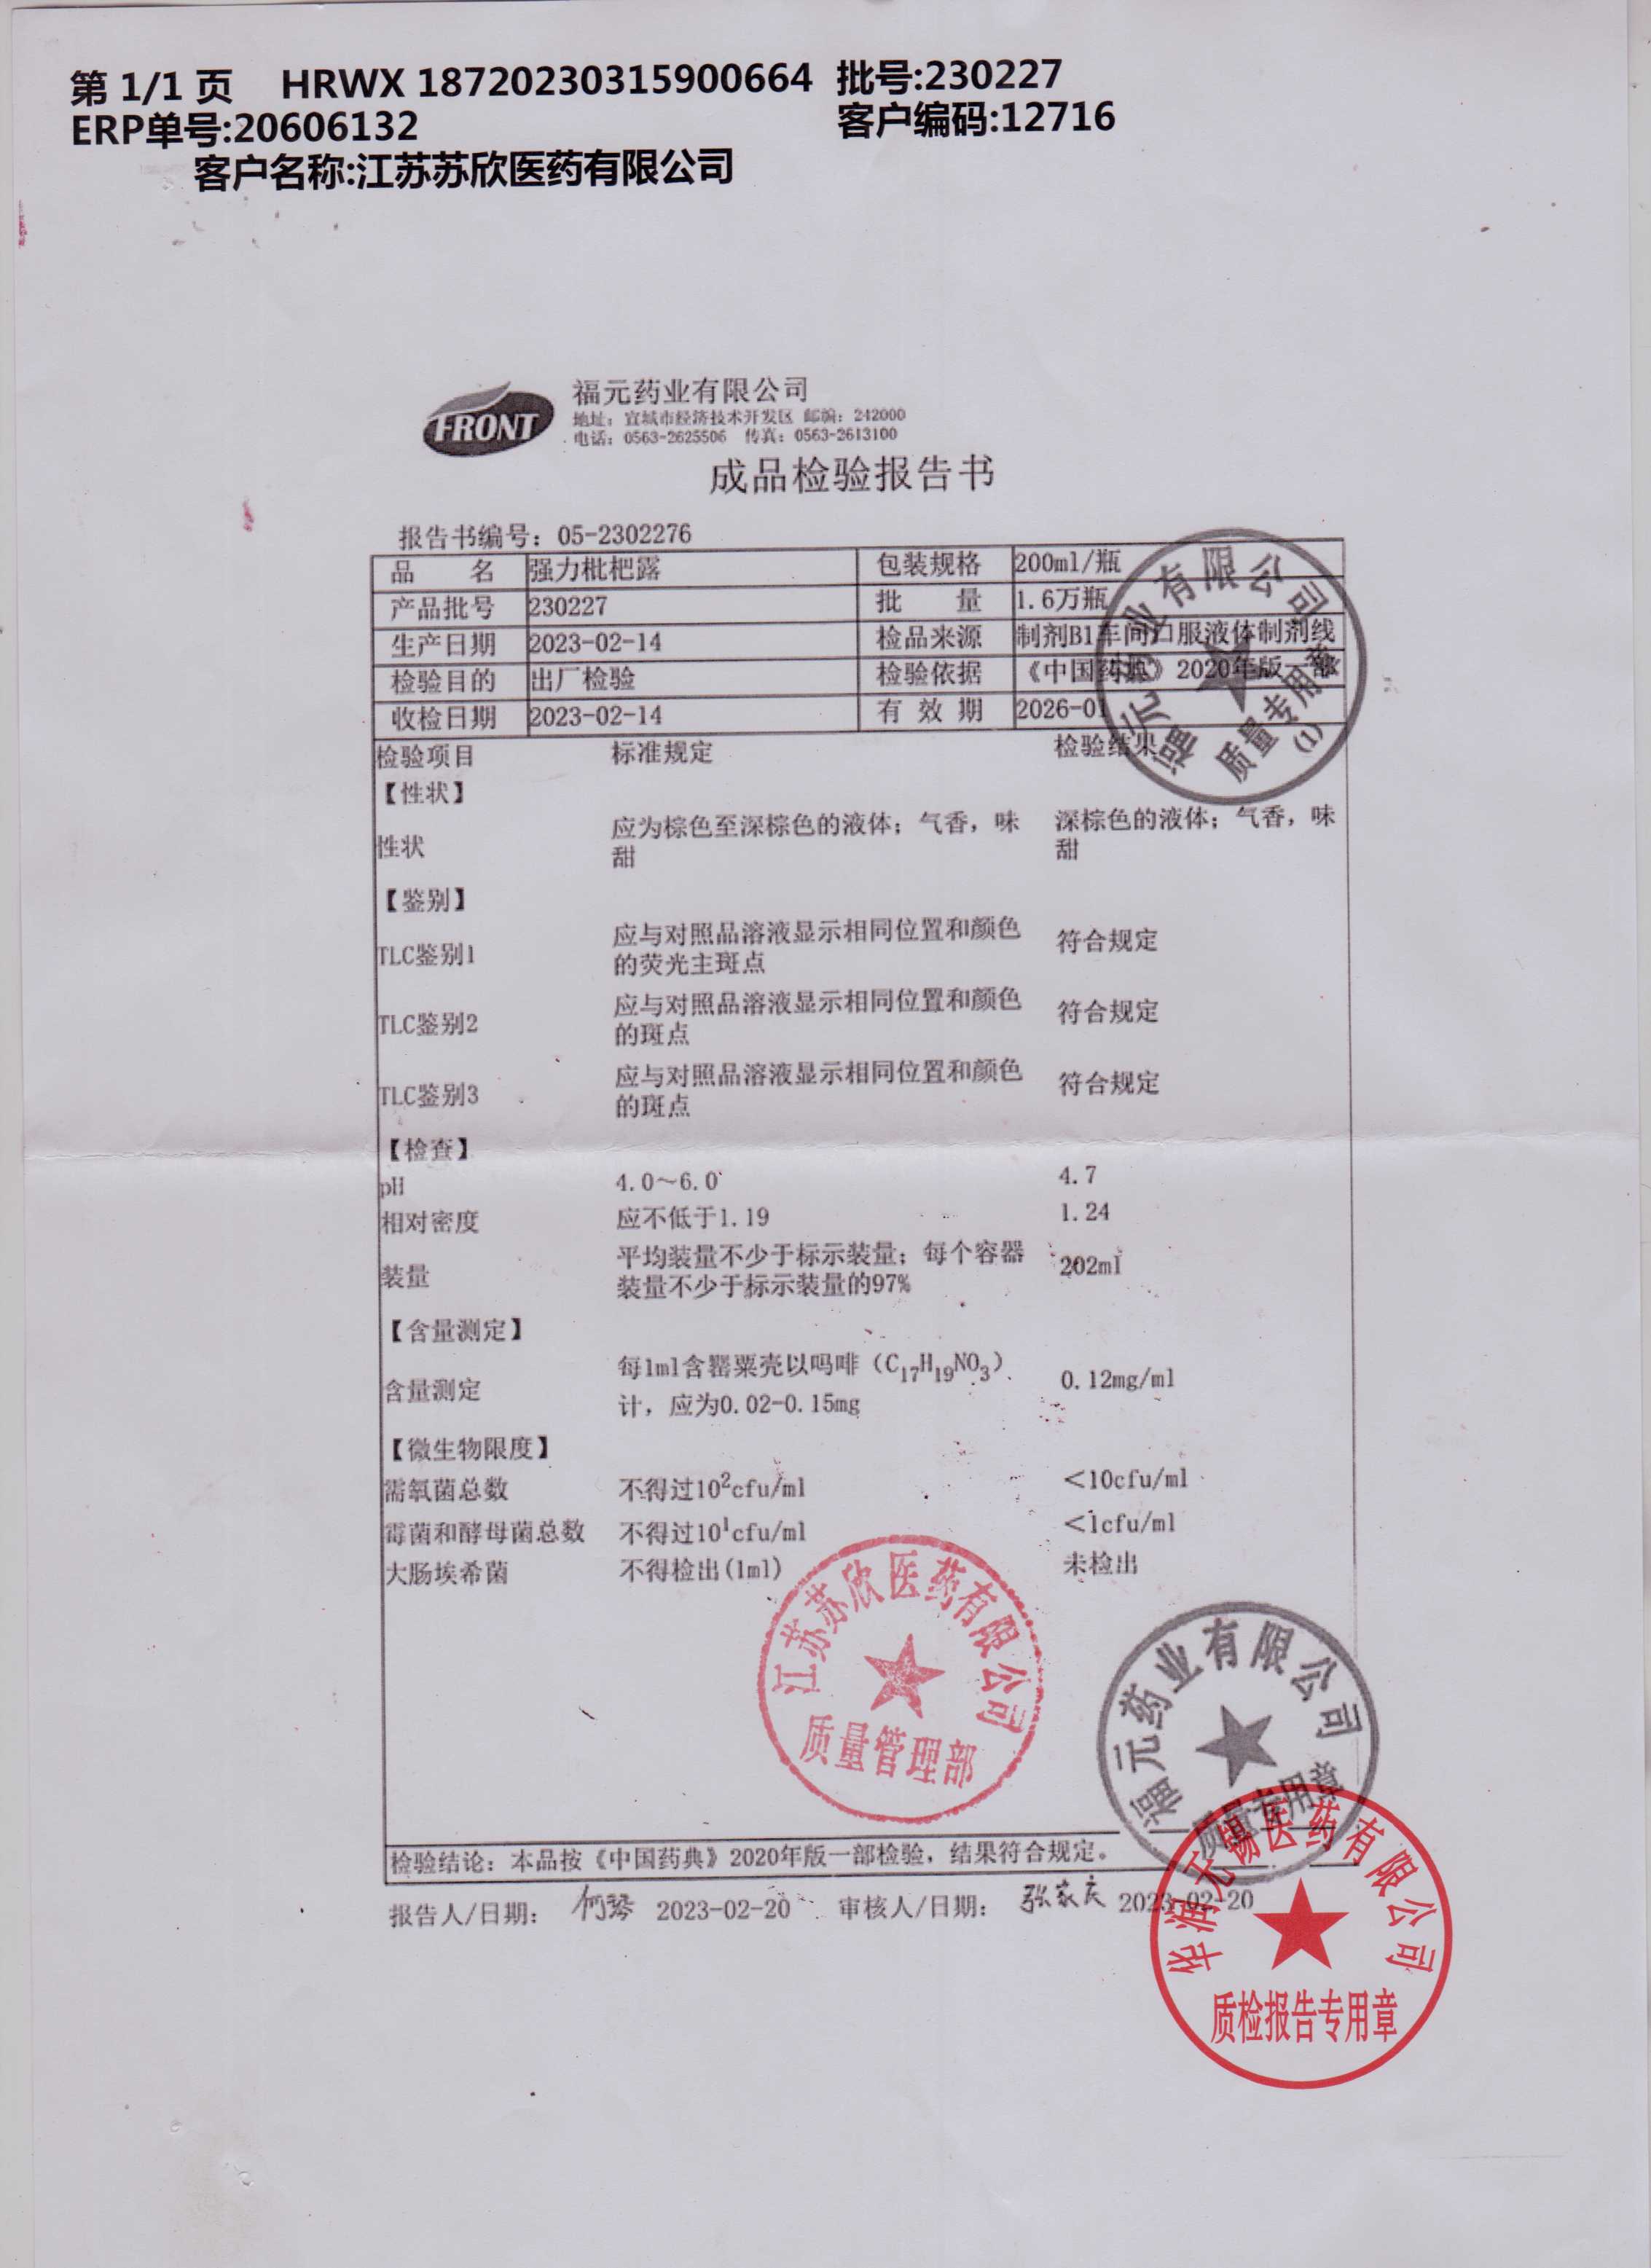 第 1/1 页 HRWX 18720230315900664 批号:230227
ERP单号:20606132 客户编码:12716
客户名称:江苏苏欣医药有限公司
FRONT
福元药业有限公司
地址：宣城市经济技术开发区 邮编：242000
电话：0563-2625506 传真：0563-2613100
成品检验报告书
报告书编号：05-2302276
品 名 强力枇杷露 包装规格 200ml/瓶
产品批号 230227 批 量 1.6万瓶
生产日期 2023-02-14 检品来源 制剂B1车间口服液体制剂线
检验目的 出厂检验 检验依据 《中国药典》2020年版一部
收检日期 2023-02-14 有 效 期 2026-01
检验项目 标准规定 检验结果
【性状】
性状 应为棕色至深棕色的液体；气香，味 深棕色的液体；气香，味
甜 甜
【鉴别】
TLC鉴别1 应与对照品溶液显示相同位置和颜色 符合规定
的荧光主斑点
TLC鉴别2 应与对照品溶液显示相同位置和颜色 符合规定
的斑点
TLC鉴别3 应与对照品溶液显示相同位置和颜色 符合规定
的斑点
【检查】
pH 4.0～6.0 4.7
相对密度 应不低于1.19 1.24
装量 平均装量不少于标示装量；每个容器 202ml
装量不少于标示装量的97%
【含量测定】
含量测定 每1ml含罂粟壳以吗啡（C₁₇H₁₉NO₃） 0.12mg/ml
计，应为0.02-0.15mg
【微生物限度】
需氧菌总数 不得过10²cfu/ml <10cfu/ml
霉菌和酵母菌总数 不得过10¹cfu/ml <1cfu/ml
大肠埃希菌 不得检出(1ml) 未检出
检验结论：本品按《中国药典》2020年版一部检验，结果符合规定。
报告人/日期： 何琴 2023-02-20 审核人/日期： 张家庆 2023-02-20
福元药业有限公司
质量专用章
(1)
江苏苏欣医药有限公司
质量管理部
福元药业有限公司
质量专用章
华润无锡医药有限公司
质检报告专用章